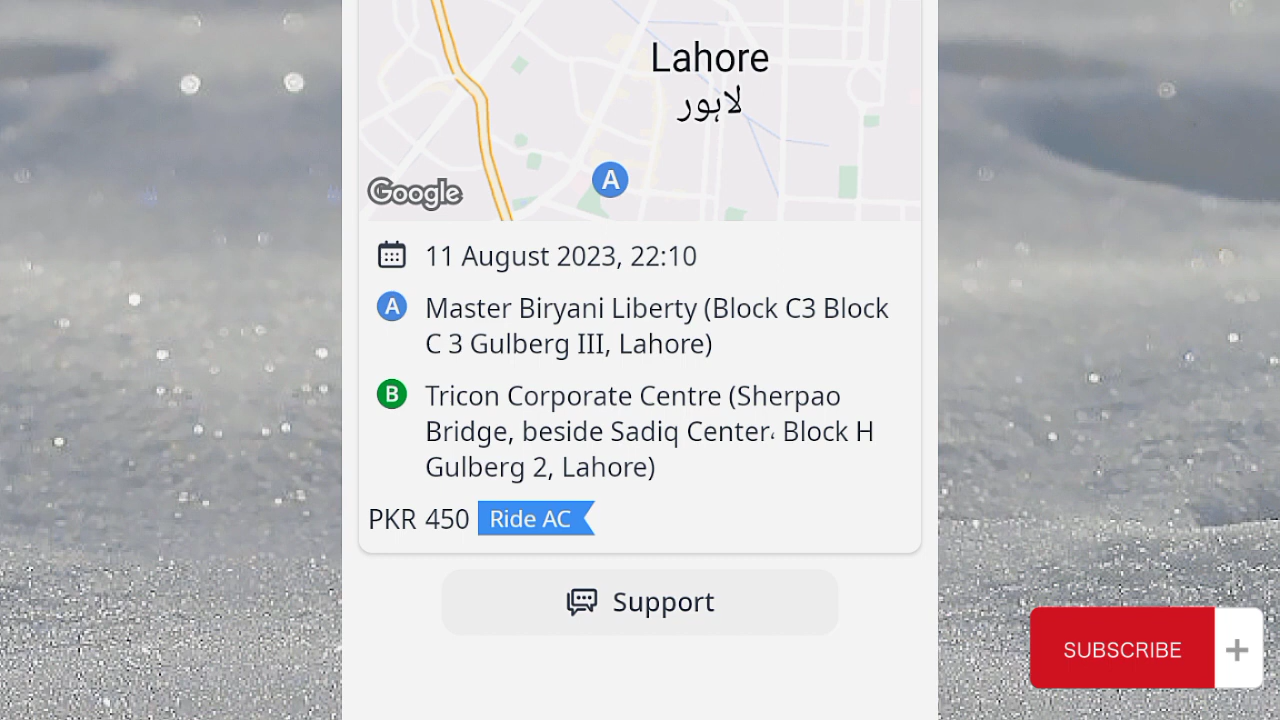 Lahore
لاہور
A
Google
11 August 2023, 22:10
A Master Biryani Liberty (Block C3 Block
C 3 Gulberg III, Lahore)
B Tricon Corporate Centre (Sherpao
Bridge, beside Sadiq Center، Block H
Gulberg 2, Lahore)
PKR 450 Ride AC
Support
SUBSCRIBE +